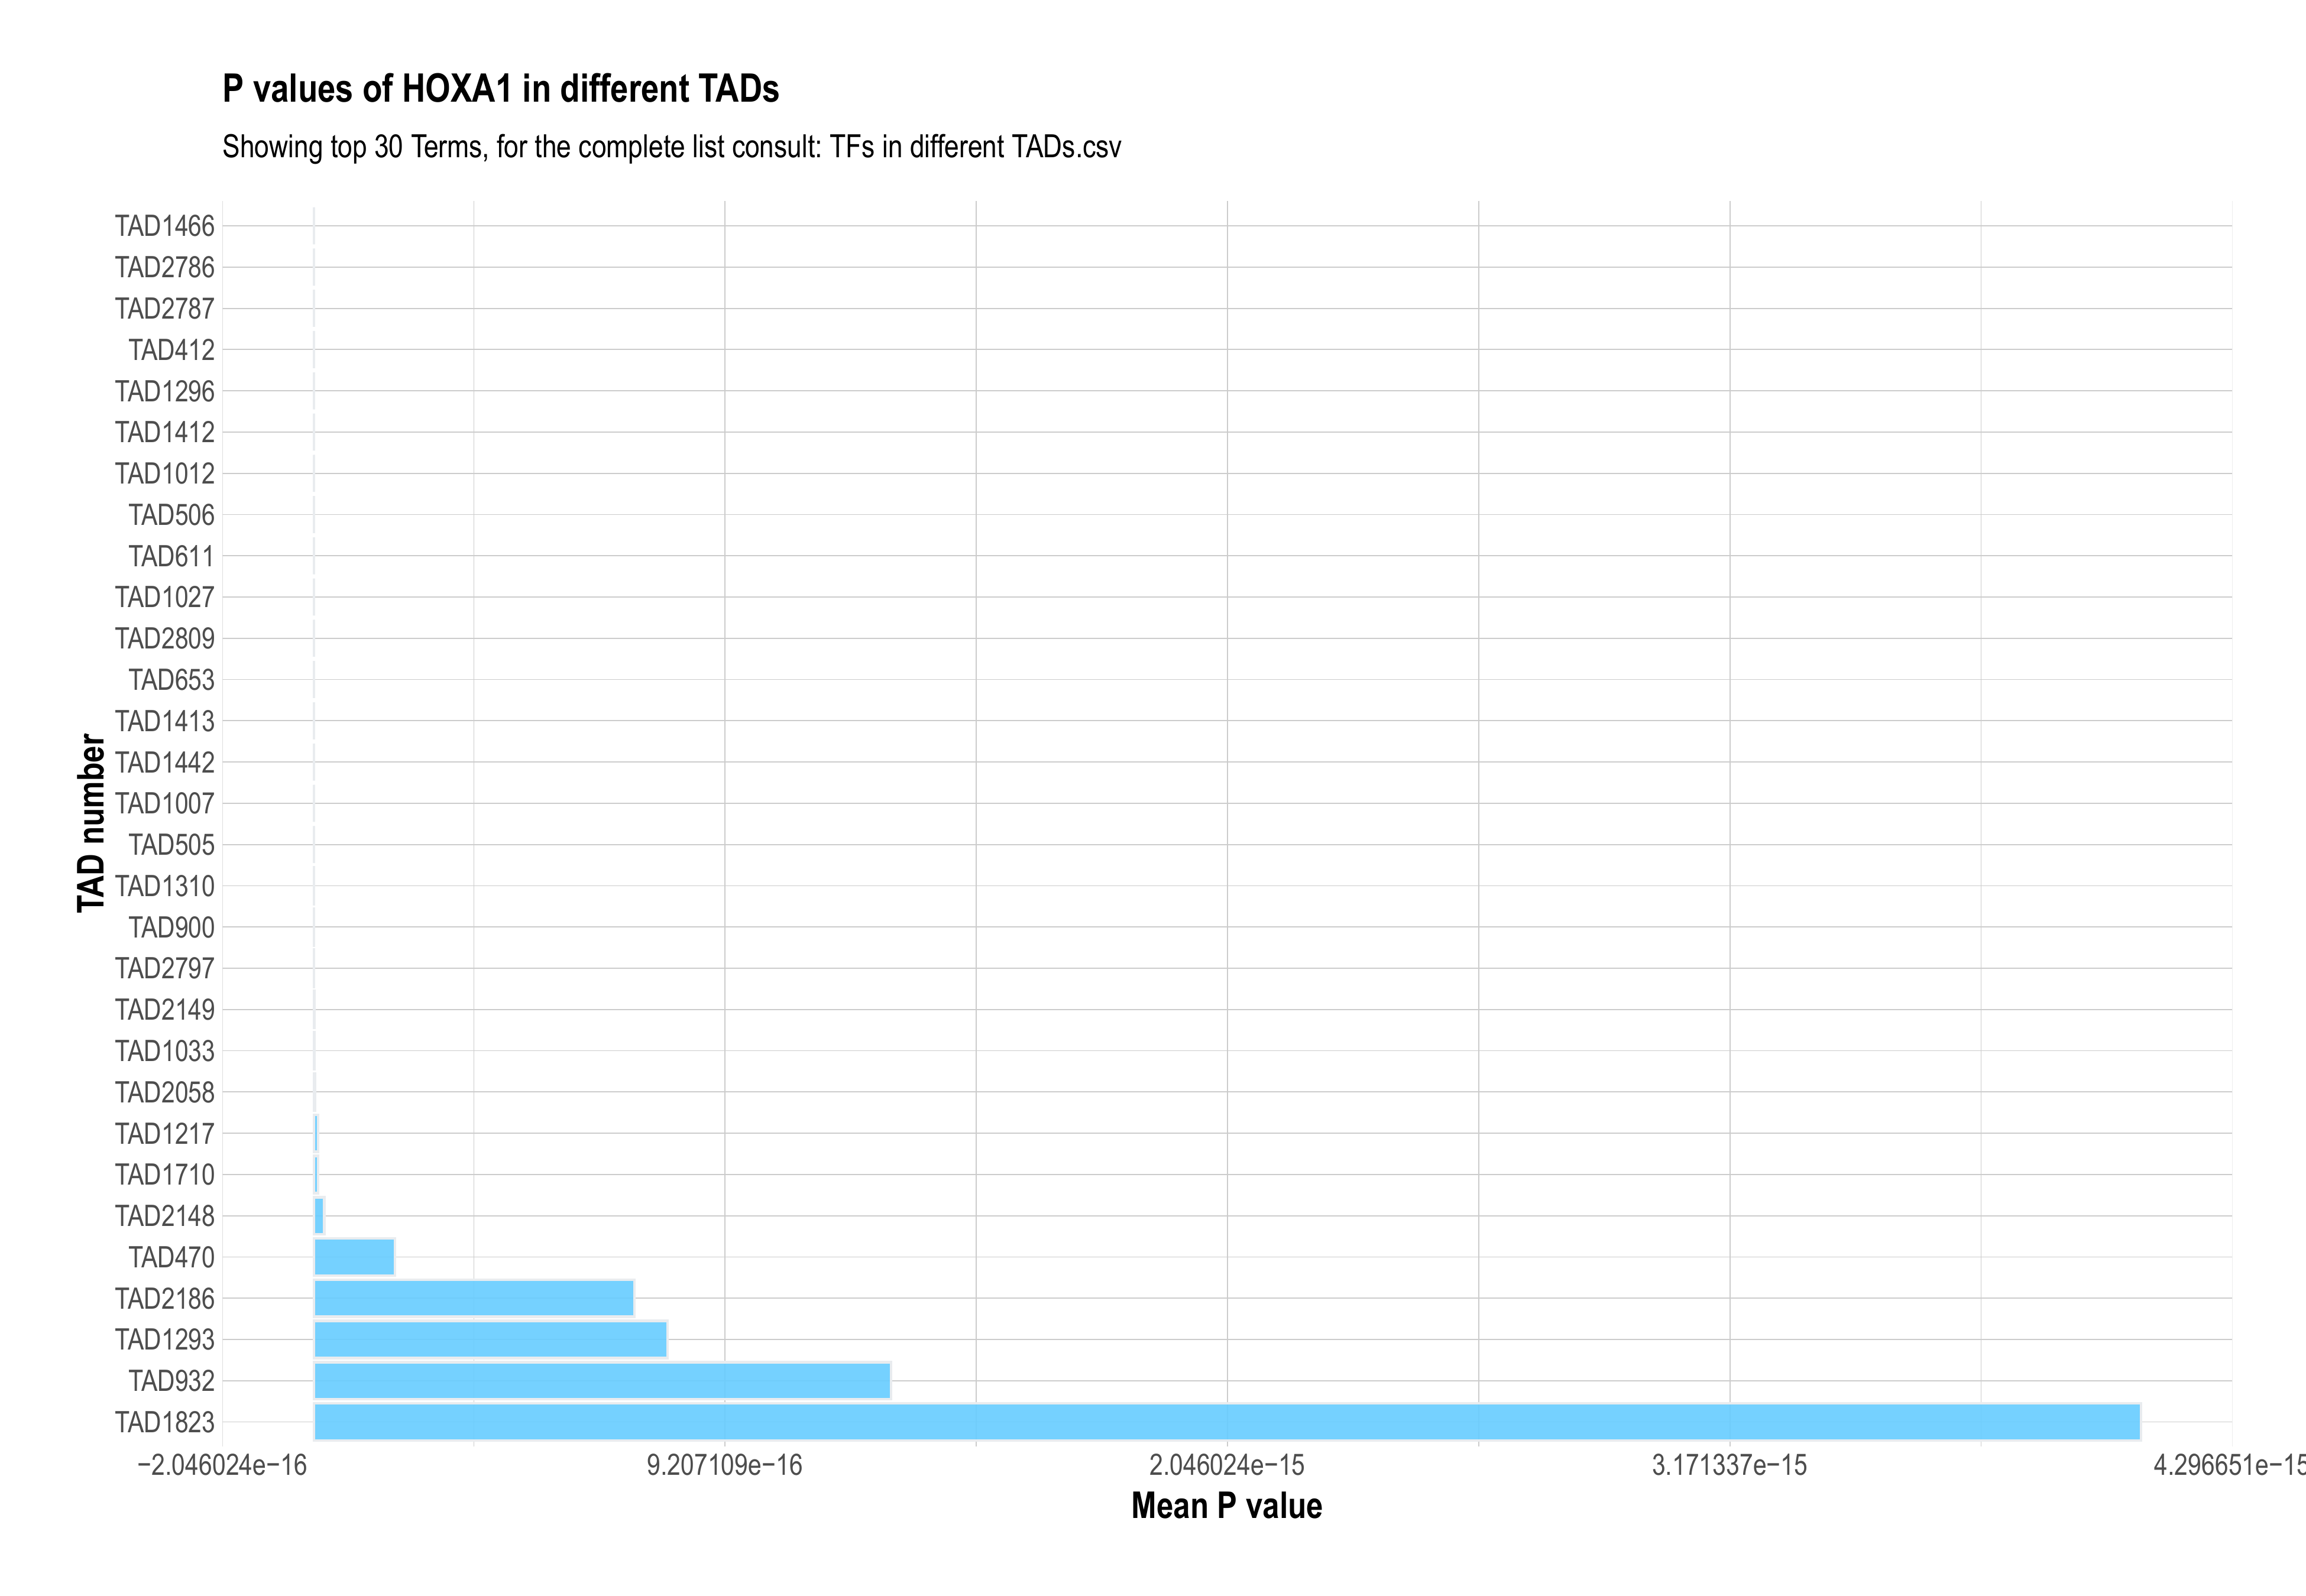 P values of HOXA1 in different TADs
Showing top 30 Terms, for the complete list consult: TFs in different TADs.csv
TAD number
TAD1466
TAD2786
TAD2787
TAD412
TAD1296
TAD1412
TAD1012
TAD506
TAD611
TAD1027
TAD2809
TAD653
TAD1413
TAD1442
TAD1007
TAD505
TAD1310
TAD900
TAD2797
TAD2149
TAD1033
TAD2058
TAD1217
TAD1710
TAD2148
TAD470
TAD2186
TAD1293
TAD932
TAD1823
−2.046024e−16 9.207109e−16 2.046024e−15 3.171337e−15 4.296651e−15
Mean P value